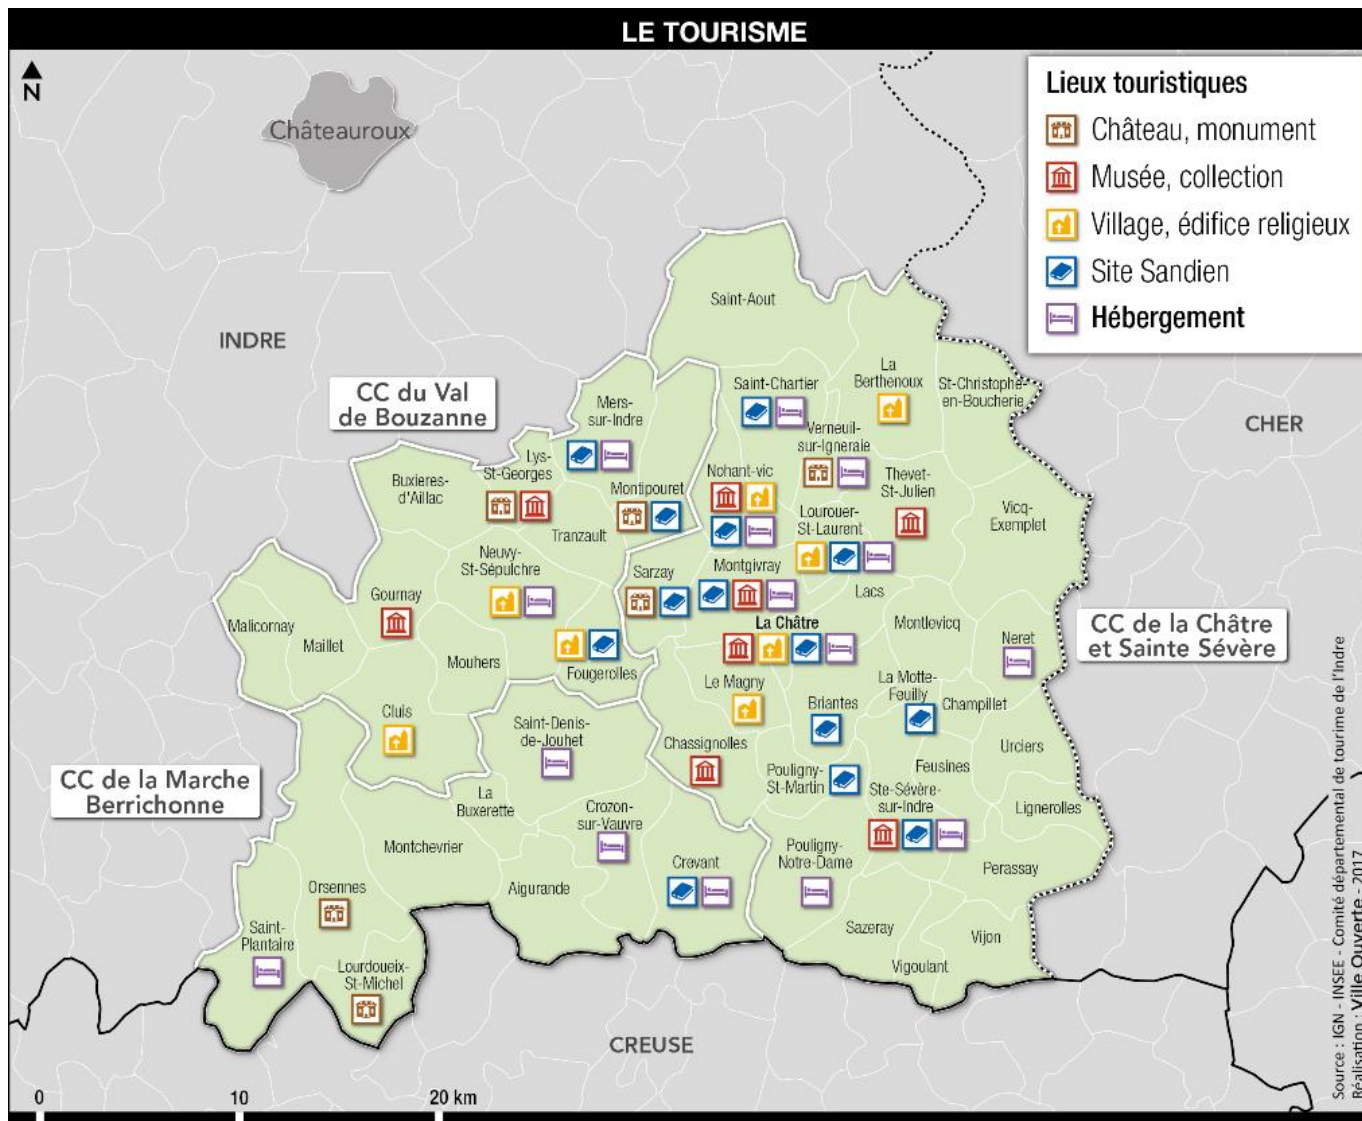 LE TOURISME
N
Châteauroux
Lieux touristiques
Château, monument
Musée, collection
Village, édifice religieux
Site Sandien
Hébergement
INDRE
CHER
CREUSE
CC du Val
de Bouzanne
CC de la Châtre
et Sainte Sévère
CC de la Marche
Berrichonne
Saint-Aout
Saint-Chartier
La
Berthenoux
St-Christophe-
en-Boucherie
Mers-
sur-Indre
Verneuil-
sur-Igneraie
Lys-
St-Georges
Buxieres-
d'Aillac
Montipouret
Nohant-vic
Thevet-
St-Julien
Vicq-
Exemplet
Lourouer-
St-Laurent
Tranzault
Neuvy-
St-Sépulchre
Sarzay
Montgivray
Lacs
Gournay
Malicornay
Maillet
Mouhers
Fougerolles
La Châtre
Montlevicq
Neret
Le Magny
La Motte-
Feuilly
Champillet
Briantes
Cluis
Saint-Denis-
de-Jouhet
Chassignolles
Urciers
Pouligny-
St-Martin
Feusines
Ste-Sévère-
sur-Indre
Lignerolles
La
Buxerette
Crozon-
sur-Vauvre
Montchevrier
Pouligny-
Notre-Dame
Perassay
Crevant
Aigurande
Orsennes
Saint-
Plantaire
Lourdoueix-
St-Michel
Sazeray
Vijon
Vigoulant
0 10 20 km
Source : IGN - INSEE - Comité départemental de tourime de l'Indre
Réalisation : Ville Ouverte - 2017